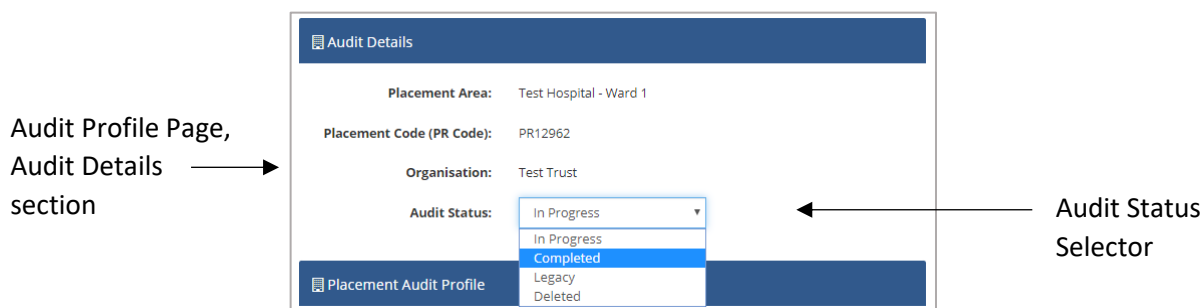 Audit Details
Placement Area: Test Hospital - Ward 1
Placement Code (PR Code): PR12962
Organisation: Test Trust
Audit Status: In Progress
In Progress
Completed
Legacy
Deleted
Placement Audit Profile
Audit Profile Page,
Audit Details
section
Audit Status
Selector